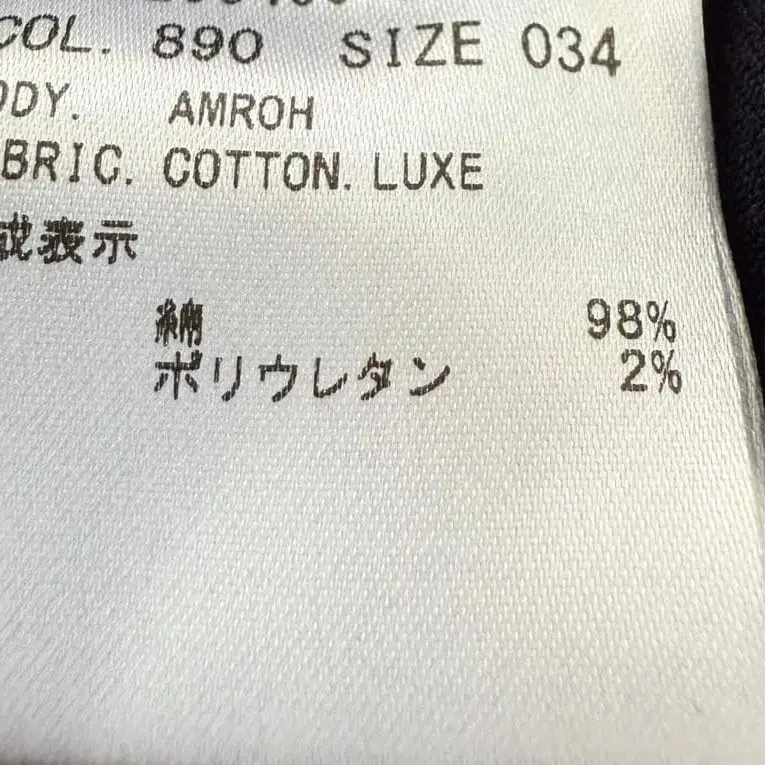 COL. 890 SIZE 034
ODY. AMROH
BRIC. COTTON. LUXE
成表示
綿 98%
ポリウレタン 2%